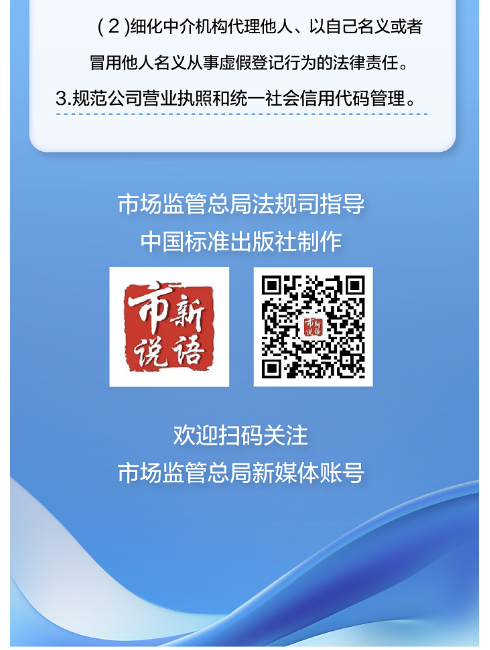 （2）细化中介机构代理他人、以自己名义或者
冒用他人名义从事虚假登记行为的法律责任。
3.规范公司营业执照和统一社会信用代码管理。
市场监管总局法规司指导
中国标准出版社制作
市新
说语
市新
说语
欢迎扫码关注
市场监管总局新媒体账号